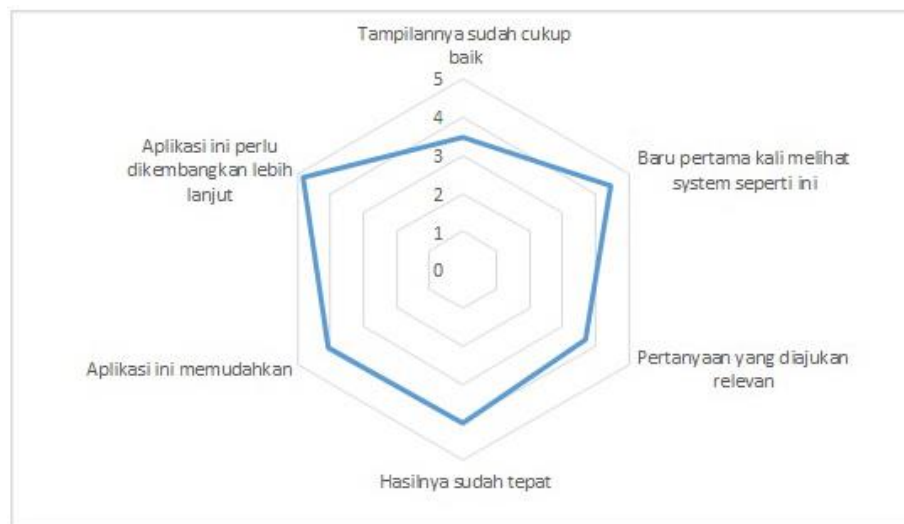 Tampilannya sudah cukup
baik
5
4
3
2
1
0
Baru pertama kali melihat
system seperti ini
Pertanyaan yang diajukan
relevan
Hasilnya sudah tepat
Aplikasi ini memudahkan
Aplikasi ini perlu
dikembangkan lebih
lanjut